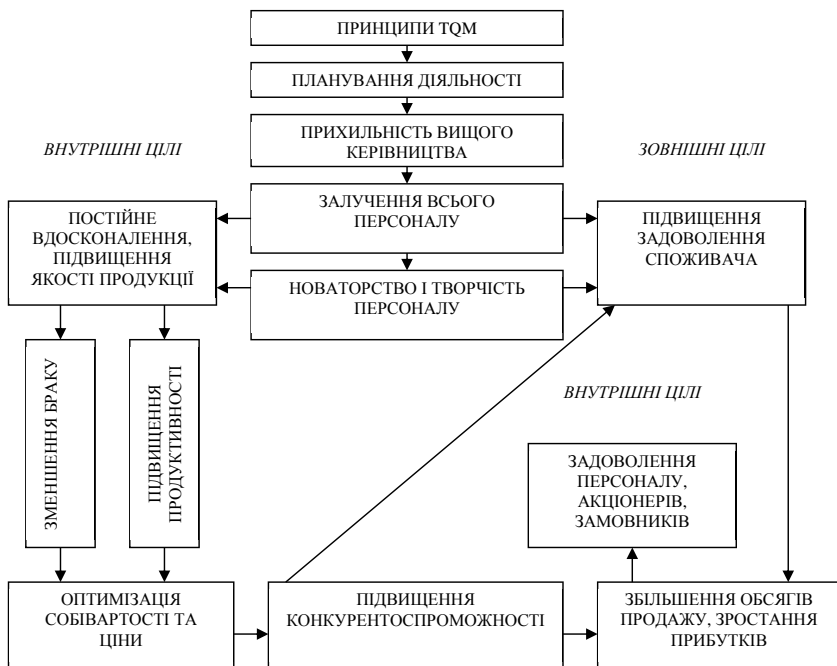 ПРИНЦИПИ TQM
ПЛАНУВАННЯ ДІЯЛЬНОСТІ
ПРИХИЛЬНІСТЬ ВИЩОГО
КЕРІВНИЦТВА
ВНУТРІШНІ ЦІЛІ
ЗОВНІШНІ ЦІЛІ
ЗАЛУЧЕННЯ ВСЬОГО
ПЕРСОНАЛУ
ПОСТІЙНЕ
ВДОСКОНАЛЕННЯ,
ПІДВИЩЕННЯ
ЯКОСТІ ПРОДУКЦІЇ
ПІДВИЩЕННЯ
ЗАДОВОЛЕННЯ
СПОЖИВАЧА
НОВАТОРСТВО І ТВОРЧІСТЬ
ПЕРСОНАЛУ
ЗМЕНШЕННЯ БРАКУ
ПІДВИЩЕННЯ
ПРОДУКТИВНОСТІ
ВНУТРІШНІ ЦІЛІ
ЗАДОВОЛЕННЯ
ПЕРСОНАЛУ,
АКЦІОНЕРІВ,
ЗАМОВНИКІВ
ОПТИМІЗАЦІЯ
СОБІВАРТОСТІ ТА
ЦІНИ
ПІДВИЩЕННЯ
КОНКУРЕНТОСПРОМОЖНОСТІ
ЗБІЛЬШЕННЯ ОБСЯГІВ
ПРОДАЖУ, ЗРОСТАННЯ
ПРИБУТКІВ